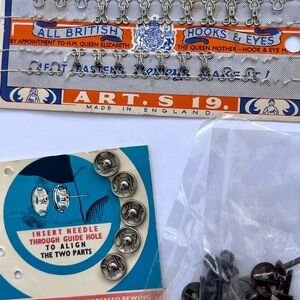 ALL BRITISH HOOKS & EYES
BY APPOINTMENT TO H.M. QUEEN ELIZABETH THE QUEEN MOTHER—HOOK & EYE M
ART. S 19.
MADE IN ENGLAND.
INSERT NEEDLE
THROUGH GUIDE HOLE
TO ALIGN
THE TWO PARTS
SEWING